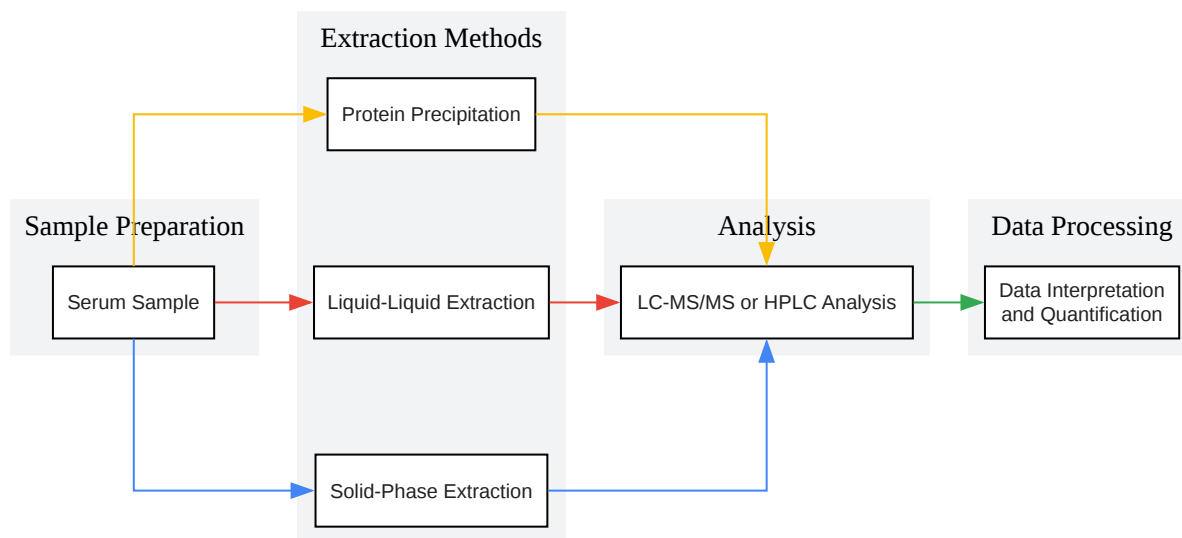 Extraction Methods
Protein Precipitation
Sample Preparation
Serum Sample
Liquid-Liquid Extraction
Solid-Phase Extraction
Analysis
LC-MS/MS or HPLC Analysis
Data Processing
Data Interpretation
and Quantification